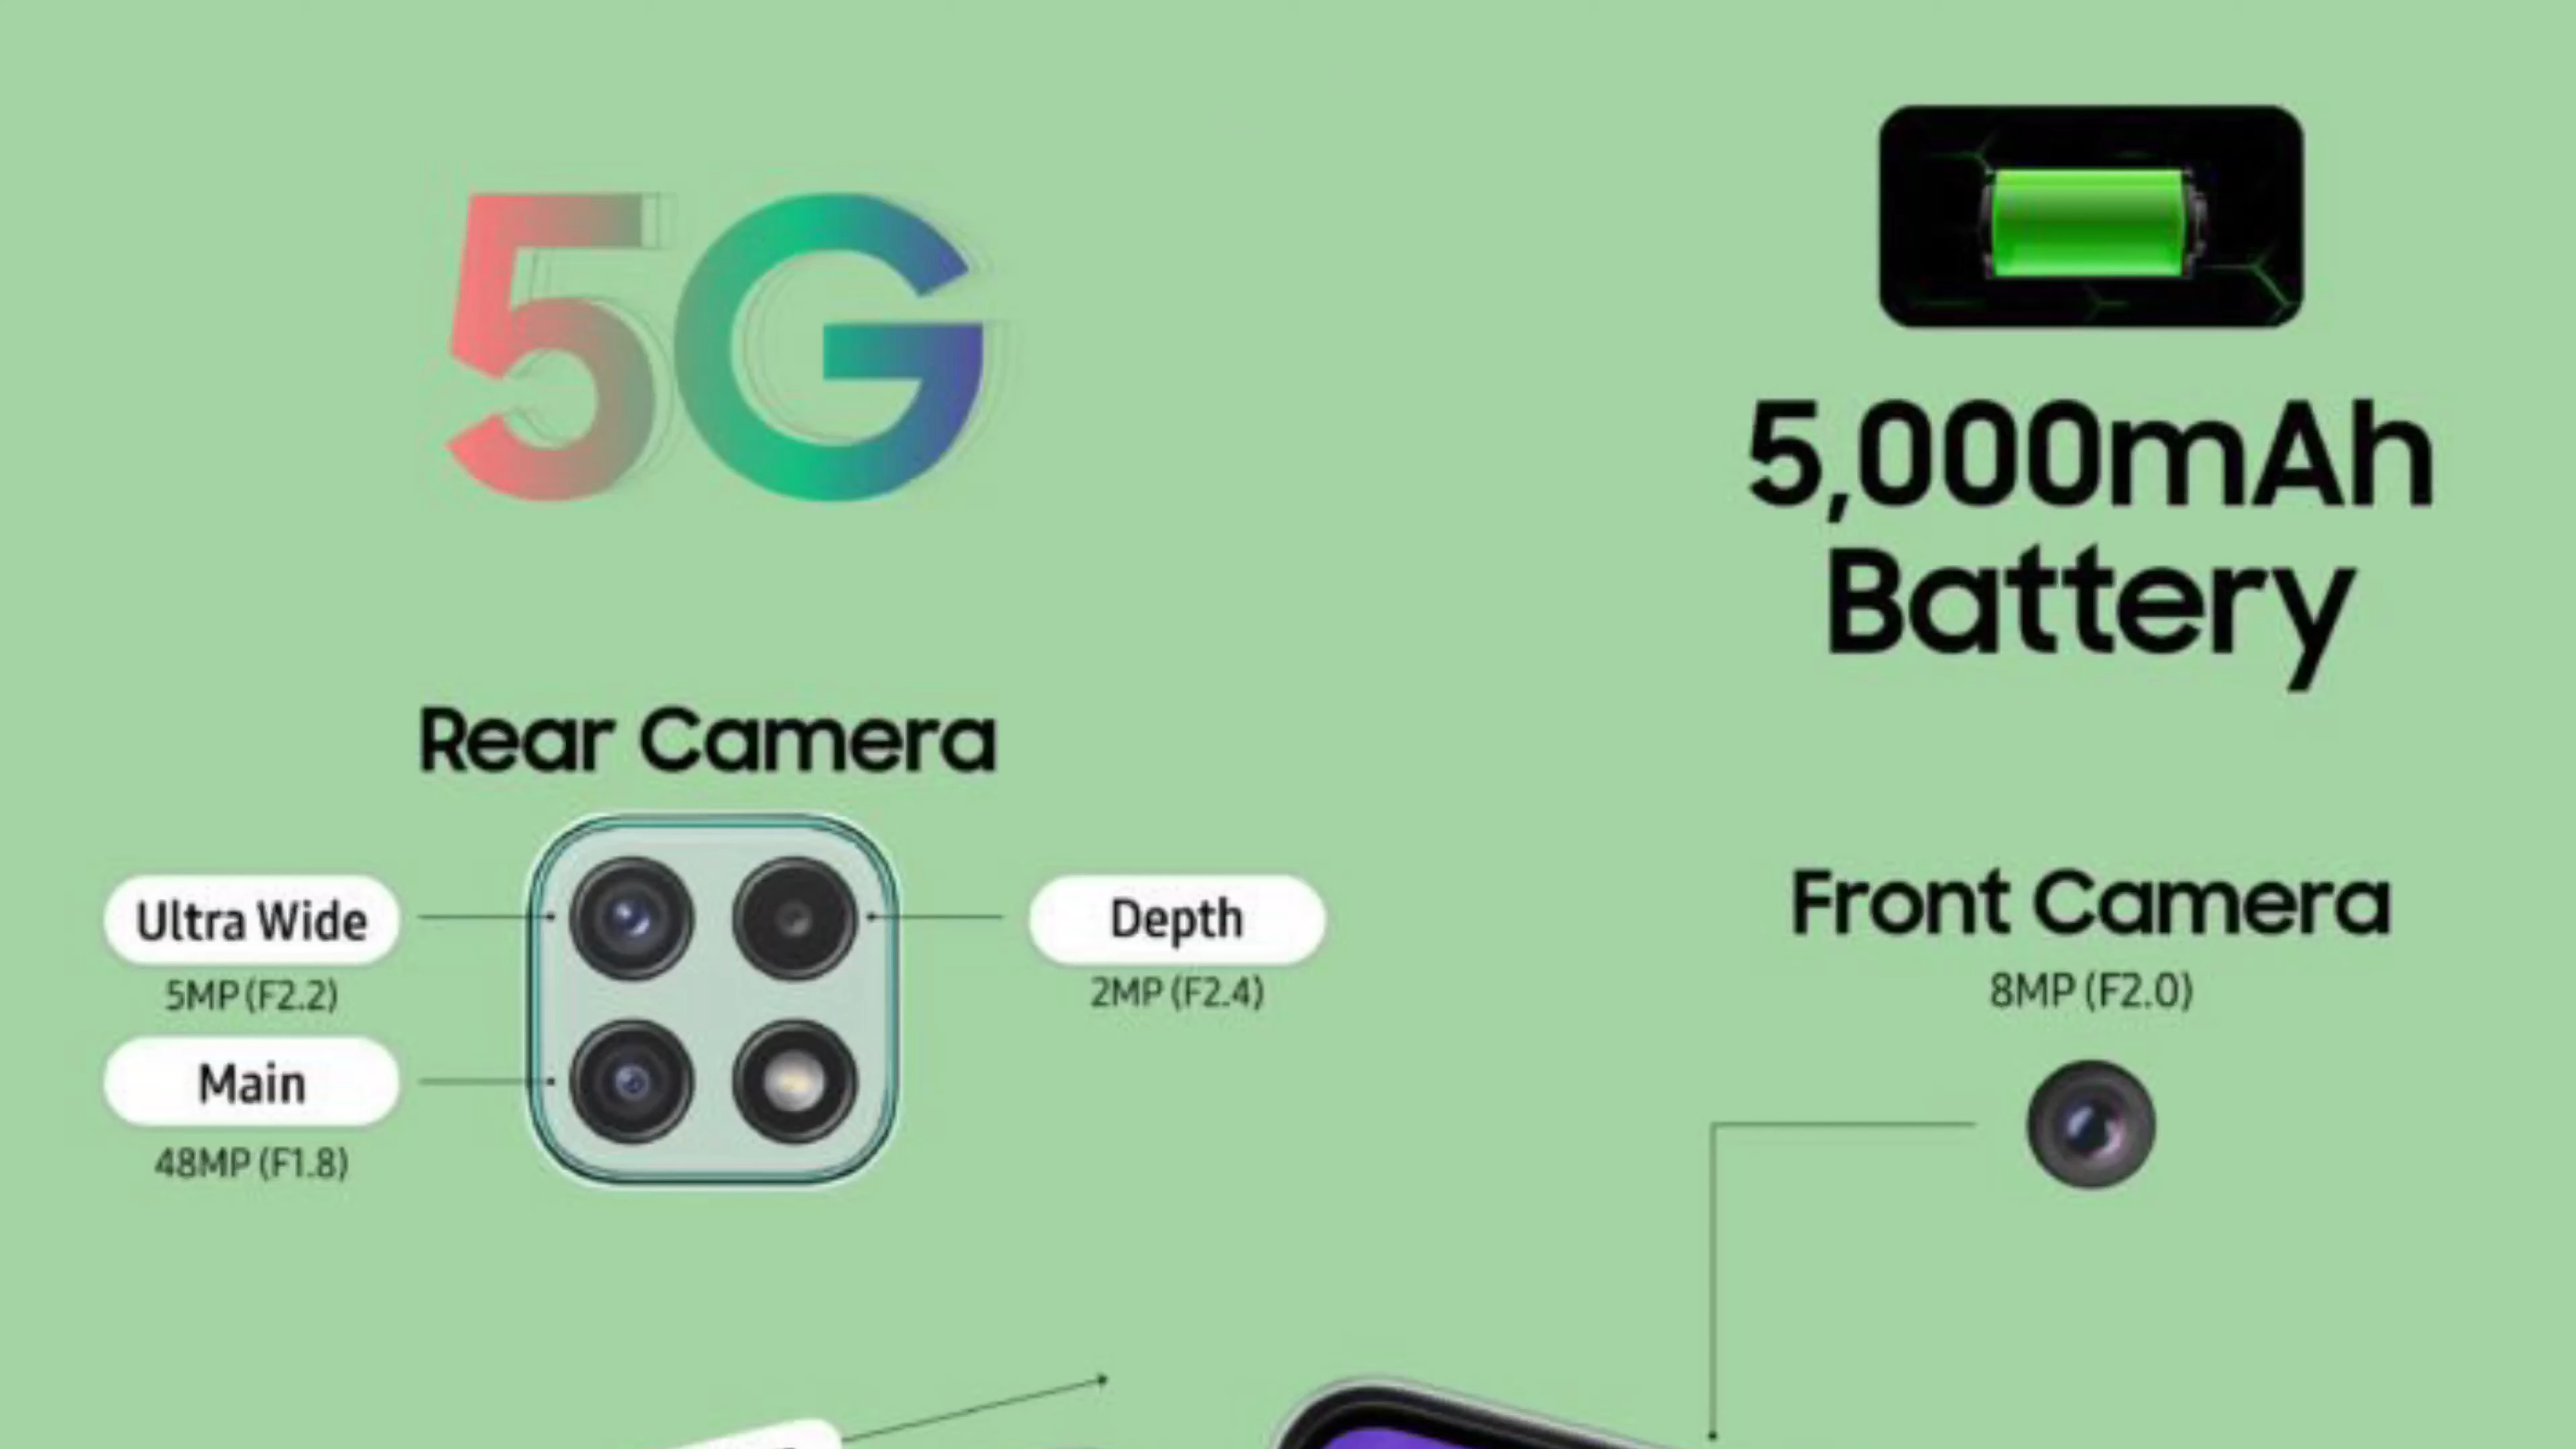 5G
5,000mAh
Battery
Rear Camera
Ultra Wide
5MP (F2.2)
Main
48MP (F1.8)
Depth
2MP (F2.4)
Front Camera
8MP (F2.0)